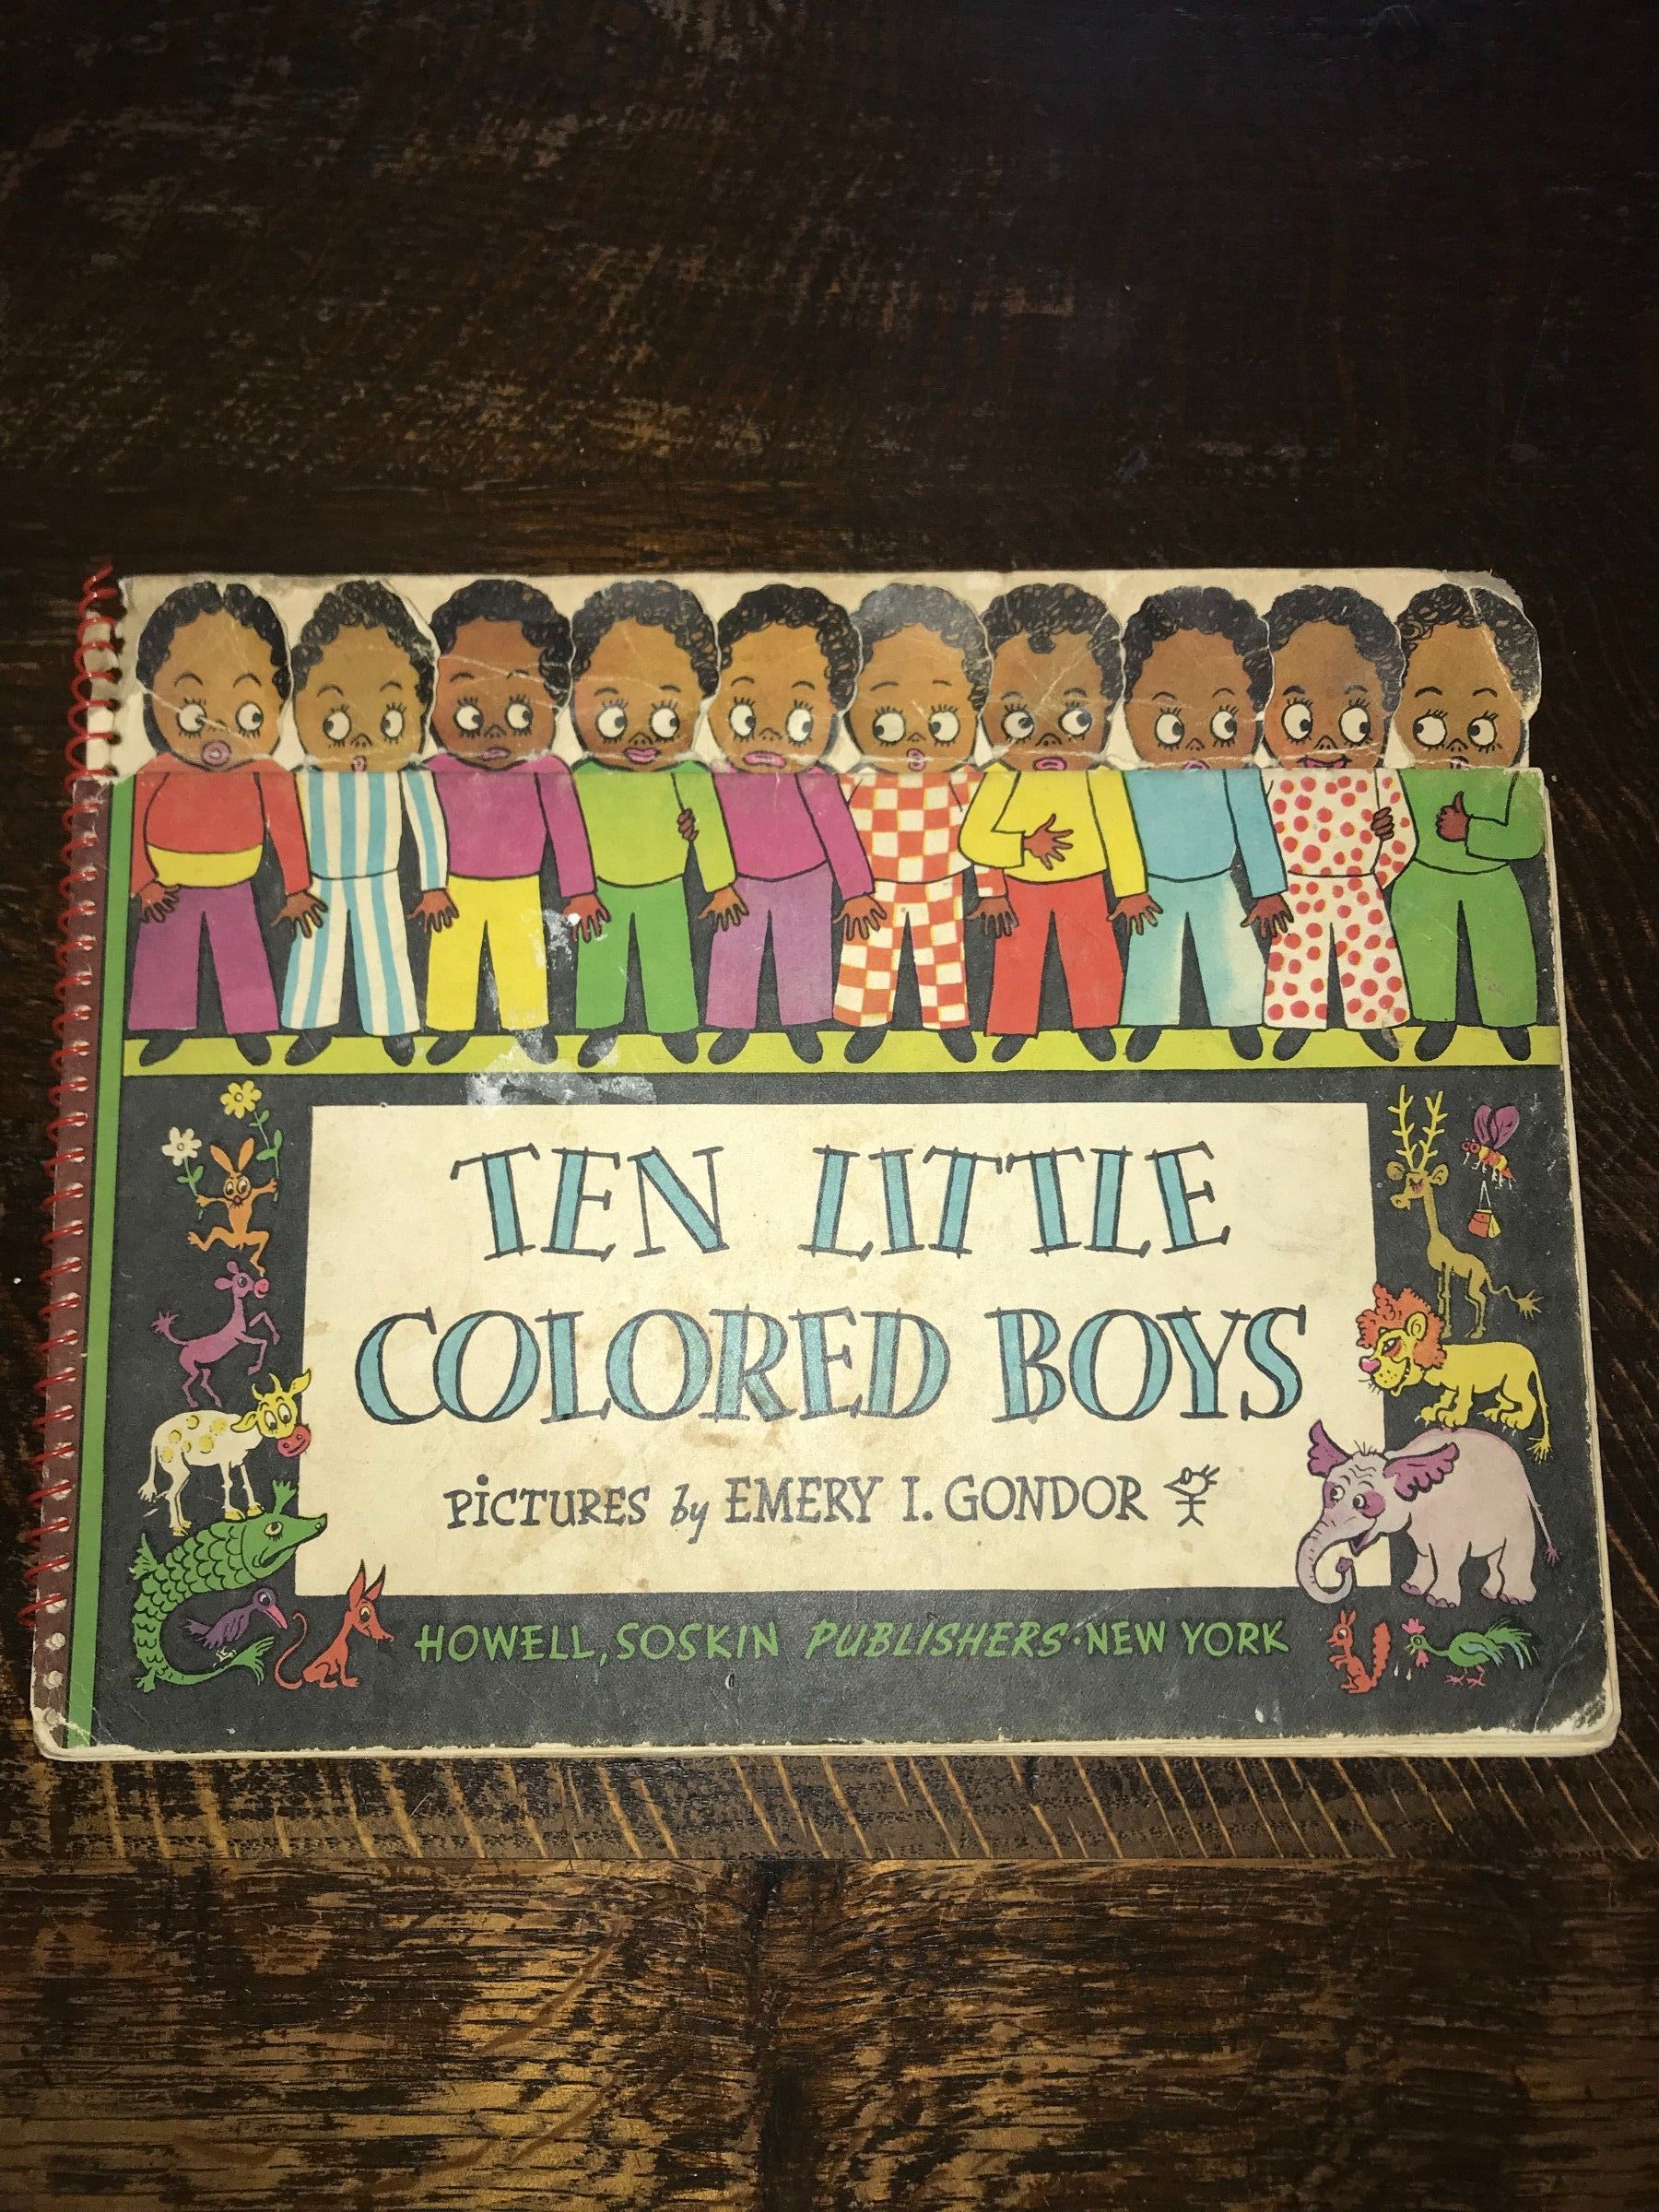 TEN LITTLE
COLORED BOYS
PiCTURES by EMERY I. GONDOR
HOWELL, SOSKIN PUBLISHERS · NEW YORK